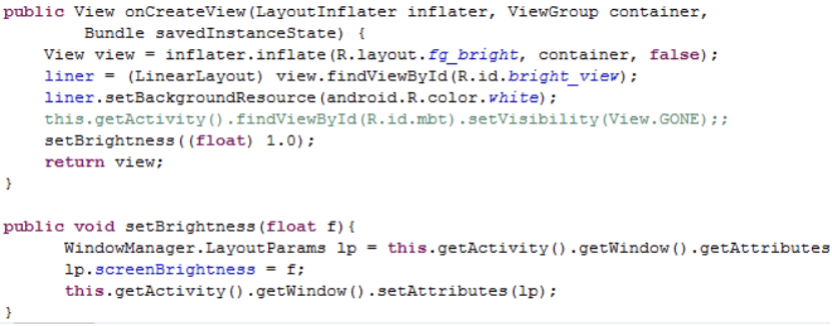 public View onCreateView(LayoutInflater inflater, ViewGroup container,
        Bundle savedInstanceState) {
    View view = inflater.inflate(R.layout.fg_bright, container, false);
    liner = (LinearLayout) view.findViewById(R.id.bright_view);
    liner.setBackgroundResource(android.R.color.white);
    this.getActivity().findViewById(R.id.mbt).setVisibility(View.GONE);;
    setBrightness((float) 1.0);
    return view;
}

public void setBrightness(float f){
      WindowManager.LayoutParams lp = this.getActivity().getWindow().getAttributes
      lp.screenBrightness = f;
      this.getActivity().getWindow().setAttributes(lp);
}